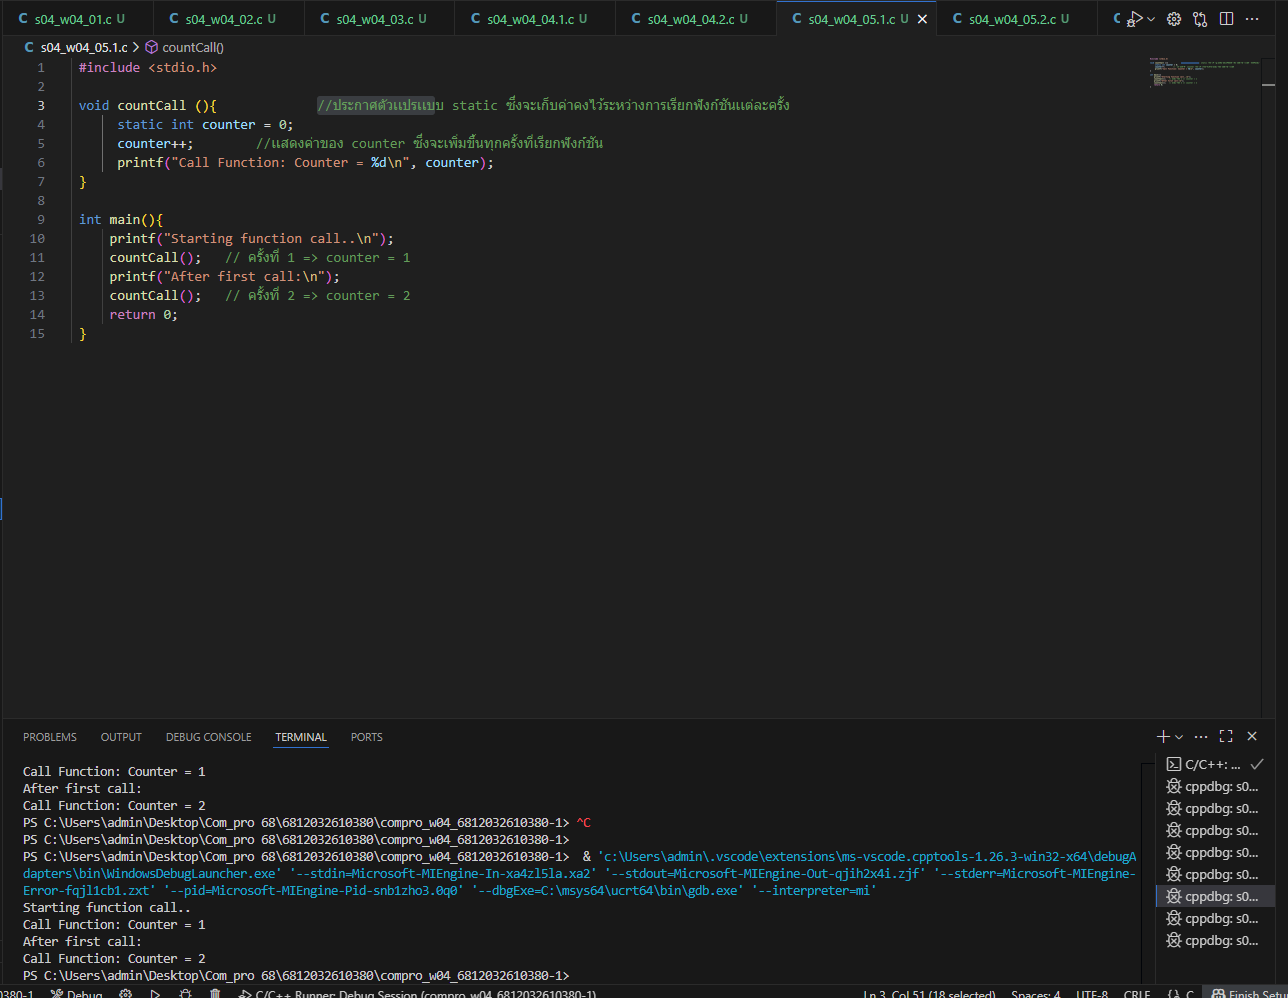 C s04_w04_01.c U C s04_w04_02.c U C s04_w04_03.c U C s04_w04_04.1.c U C s04_w04_04.2.c U C s04_w04_05.1.c U C s04_w04_05.2.c U C
C s04_w04_05.1.c > countCall()
1 #include <stdio.h>
2
3 void countCall (){ //ประกาศตัวแปรแบบ static ซึ่งจะเก็บค่าคงไว้ระหว่างการเรียกฟังก์ชันแต่ละครั้ง
4 static int counter = 0;
5 counter++; //แสดงค่าของ counter ซึ่งจะเพิ่มขึ้นทุกครั้งที่เรียกฟังก์ชัน
6 printf("Call Function: Counter = %d\n", counter);
7 }
8
9 int main(){
10 printf("Starting function call..\n");
11 countCall(); // ครั้งที่ 1 => counter = 1
12 printf("After first call:\n");
13 countCall(); // ครั้งที่ 2 => counter = 2
14 return 0;
15 }
PROBLEMS OUTPUT DEBUG CONSOLE TERMINAL PORTS
Call Function: Counter = 1
After first call:
Call Function: Counter = 2
PS C:\Users\admin\Desktop\Com_pro 68\6812032610380\compro_w04_6812032610380-1> ^C
PS C:\Users\admin\Desktop\Com_pro 68\6812032610380\compro_w04_6812032610380-1>
PS C:\Users\admin\Desktop\Com_pro 68\6812032610380\compro_w04_6812032610380-1> & 'c:\Users\admin\.vscode\extensions\ms-vscode.cpptools-1.26.3-win32-x64\debugA
dapters\bin\WindowsDebugLauncher.exe' '--stdin=Microsoft-MIEngine-In-xa4zl5la.xa2' '--stdout=Microsoft-MIEngine-Out-qjih2x4i.zjf' '--stderr=Microsoft-MIEngine-
Error-fqjl1cb1.zxt' '--pid=Microsoft-MIEngine-Pid-snb1zho3.0q0' '--dbgExe=C:\msys64\ucrt64\bin\gdb.exe' '--interpreter=mi'
Starting function call..
Call Function: Counter = 1
After first call:
Call Function: Counter = 2
PS C:\Users\admin\Desktop\Com_pro 68\6812032610380\compro_w04_6812032610380-1>
C/C++: ...
cppdbg: s0...
cppdbg: s0...
cppdbg: s0...
cppdbg: s0...
cppdbg: s0...
cppdbg: s0...
cppdbg: s0...
cppdbg: s0...
0380-1 Debug C/C++ Runner: Debug Session (compro_w04_6812032610380-1) Ln 3, Col 51 (18 selected) Spaces: 4 UTF-8 CRLF {} C Finish Setu